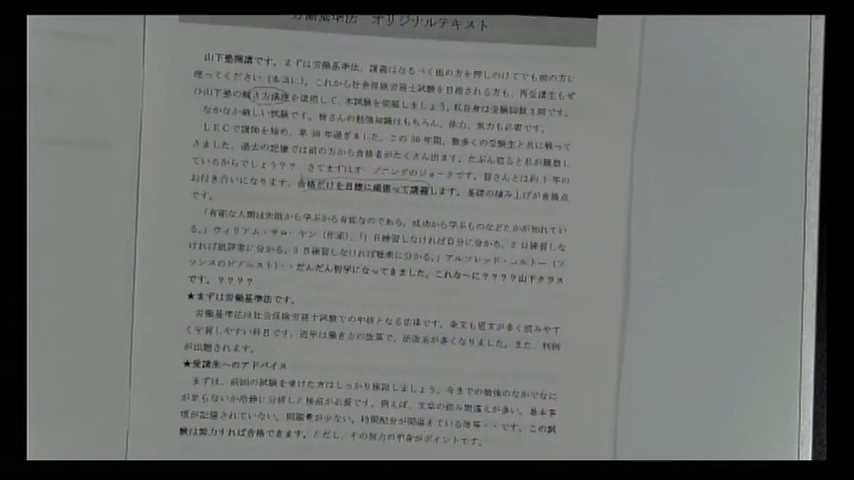 労働基準法 オリジナルテキスト
山下塾開講です。まずは労働基準法、講義はなるべく他の方を押しのけてでも前の方に
座ってください（本当に）。これから社会保険労務士試験を目指される方も、再受講生もぜ
ひ山下塾の解き方講座を活用して、本試験を制覇しましょう。私自身は受験回数3回です。
なかなか厳しい試験です。皆さんの勉強知識はもちろん、体力、気力も必要です。
LECで講師を始め、早30年過ぎました。この30年間、数多くの受験生と共に戦って
きました。過去の記憶では前の方から合格者がたくさん出ます。たぶん寝ると私が観察し
ているからでしょう？？ さてまずはオープニングのジョークです。皆さんとは約1年の
お付き合いになります。合格だけを目標に頑張って講義します。基礎の積み上げが合格点
です。
「有能な人間は失敗から学ぶから有能なのである。成功から学ぶものなどたかが知れてい
る。」ウィリアム・サローヤン（作家）、「1日練習しなければ自分に分かる。2日練習しな
ければ批評家に分かる。3日練習しなければ聴衆に分かる。」アルフレッド・コルトー（フ
ランスのピアニスト）・・だんだん哲学になってきました。これな～に？？？？山下クラス
です。？？？？
★まずは労働基準法です。
労働基準法は社会保険労務士試験での中核となる法律です。条文も短文が多く読みやす
く学習しやすい科目です。近年は働き方の改革で、法改正が多くなりました。また、判例
が出題されます。
★受講生へのアドバイス
まずは、前回の試験を受けた方はしっかり検証しましょう。今までの勉強のなかでなに
が足らないか冷静に分析した検証が必要です。例えば、文章の読み間違えが多い、基本事
項が記憶されていない、問題量が少ない、時間配分が間違えている等等・・です。この試
験は努力すれば合格できます。ただし、その努力の中身がポイントです。